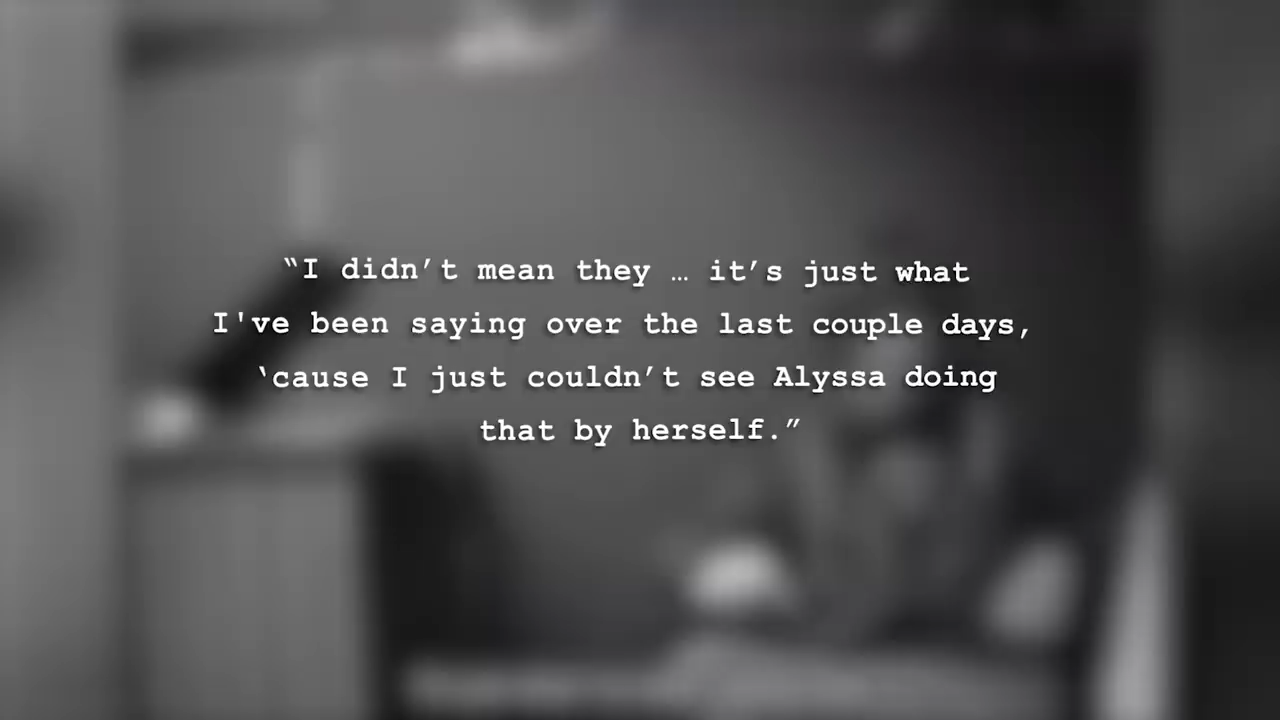 “I didn’t mean they … it’s just what
I've been saying over the last couple days,
‘cause I just couldn’t see Alyssa doing
that by herself.”